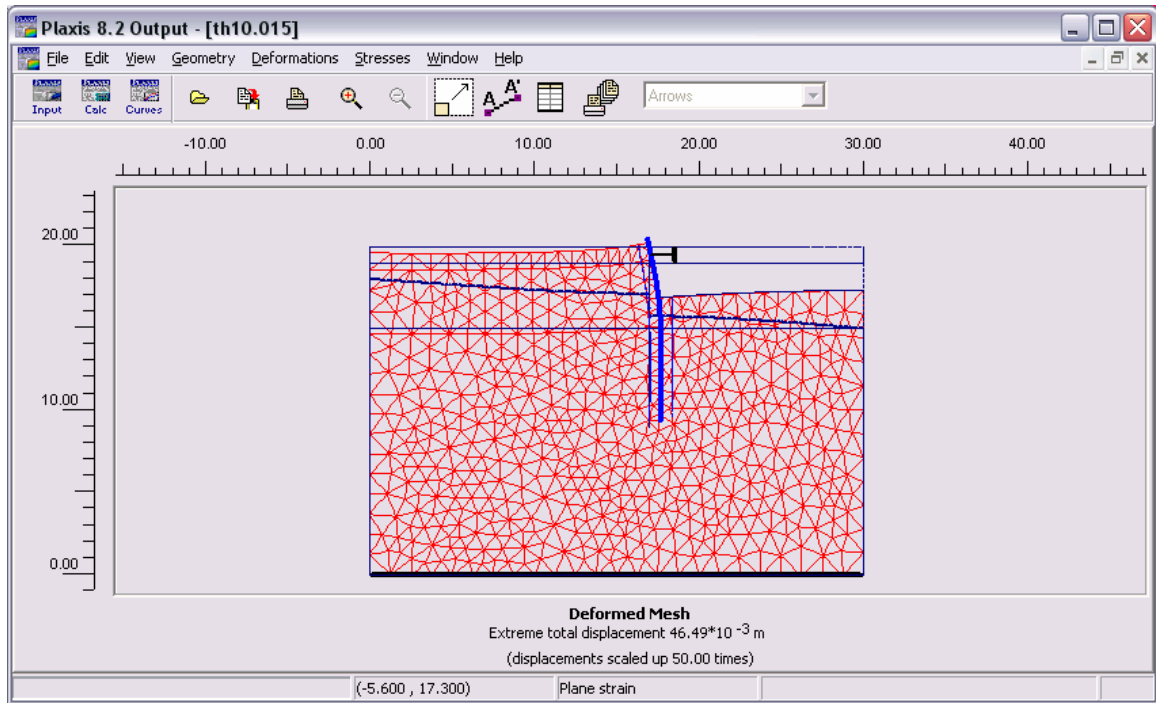 Plaxis 8.2 Output - [th10.015]
File Edit View Geometry Deformations Stresses Window Help
Input Calc Curves A A' Arrows
-10.00 0.00 10.00 20.00 30.00 40.00
20.00
10.00
0.00
Deformed Mesh
Extreme total displacement 46.49*10 -3 m
(displacements scaled up 50.00 times)
(-5.600 , 17.300) Plane strain